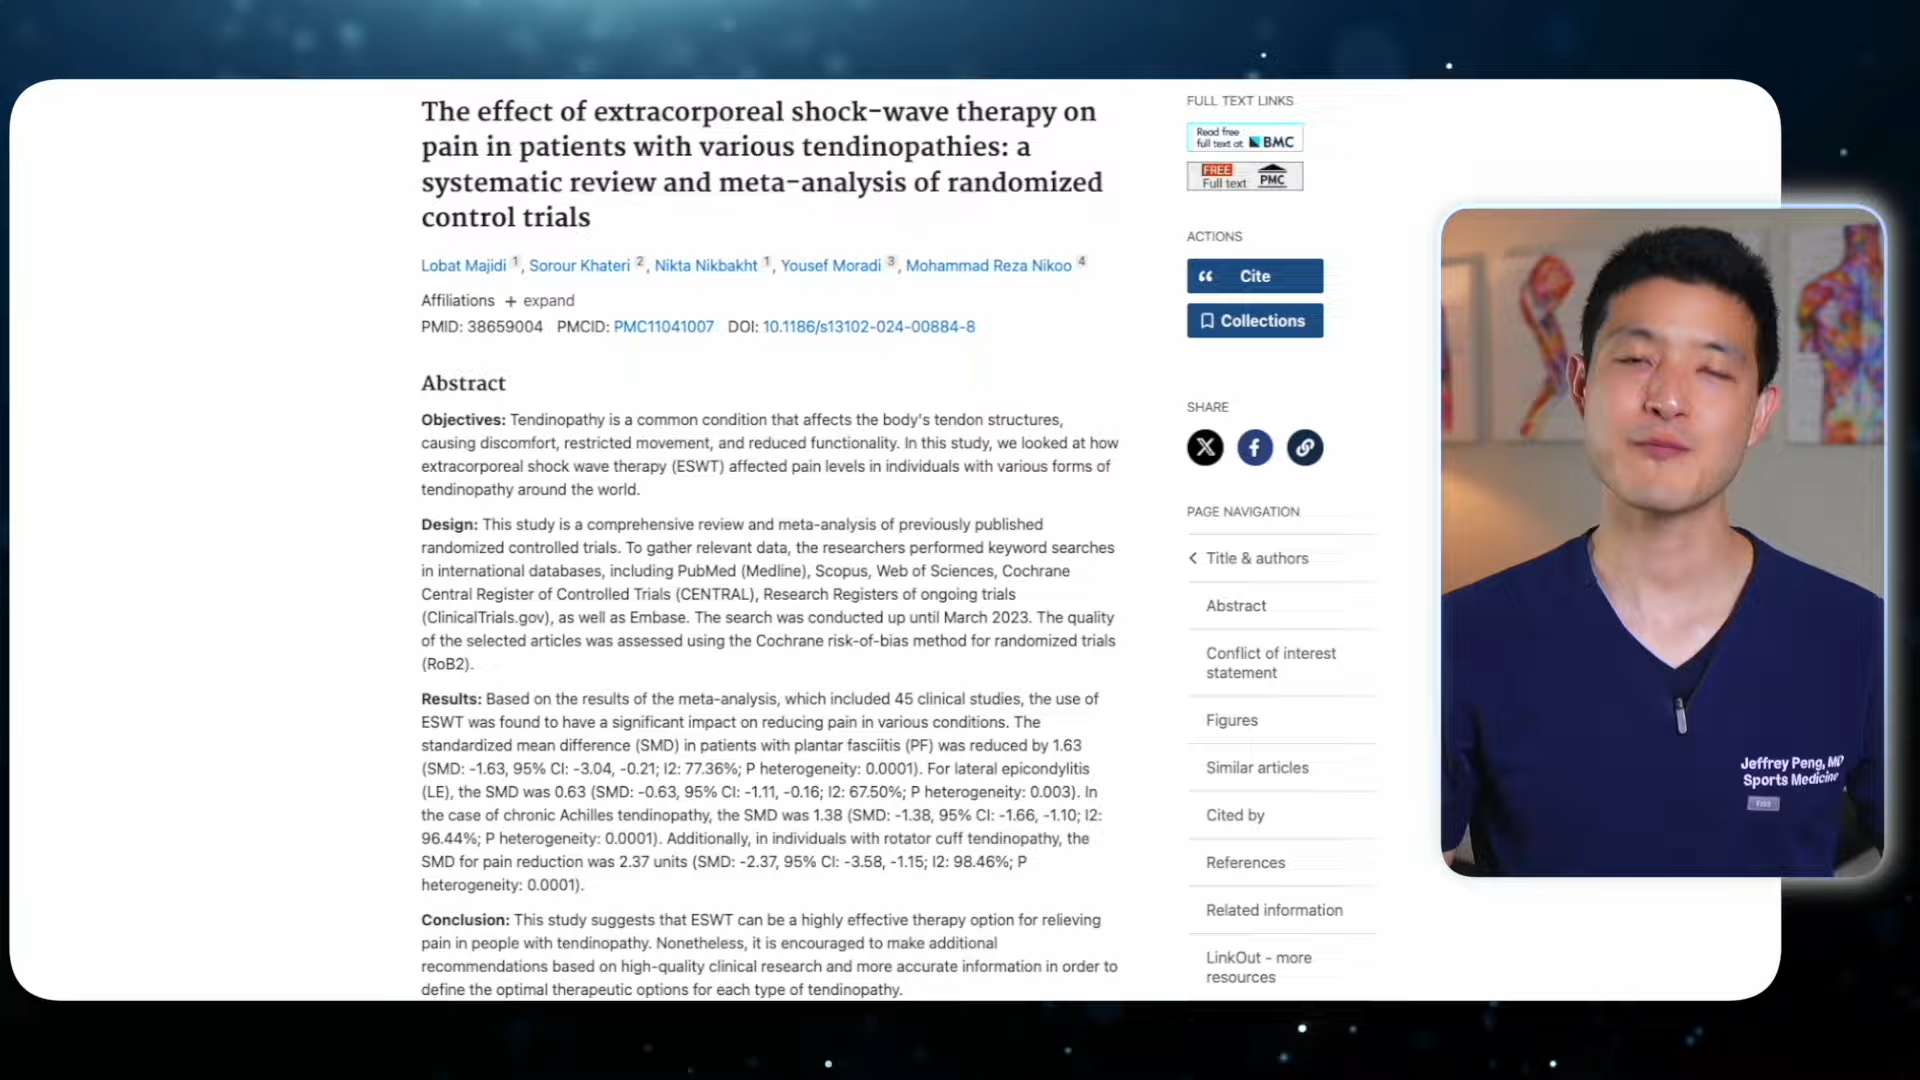 The effect of extracorporeal shock-wave therapy on
pain in patients with various tendinopathies: a
systematic review and meta-analysis of randomized
control trials
Lobat Majidi 1, Sorour Khateri 2, Nikta Nikbakht 1, Yousef Moradi 3, Mohammad Reza Nikoo 4
Affiliations + expand
PMID: 38659004 PMCID: PMC11041007 DOI: 10.1186/s13102-024-00884-8
Abstract
Objectives: Tendinopathy is a common condition that affects the body's tendon structures,
causing discomfort, restricted movement, and reduced functionality. In this study, we looked at how
extracorporeal shock wave therapy (ESWT) affected pain levels in individuals with various forms of
tendinopathy around the world.
Design: This study is a comprehensive review and meta-analysis of previously published
randomized controlled trials. To gather relevant data, the researchers performed keyword searches
in international databases, including PubMed (Medline), Scopus, Web of Sciences, Cochrane
Central Register of Controlled Trials (CENTRAL), Research Registers of ongoing trials
(ClinicalTrials.gov), as well as Embase. The search was conducted up until March 2023. The quality
of the selected articles was assessed using the Cochrane risk-of-bias method for randomized trials
(RoB2).
Results: Based on the results of the meta-analysis, which included 45 clinical studies, the use of
ESWT was found to have a significant impact on reducing pain in various conditions. The
standardized mean difference (SMD) in patients with plantar fasciitis (PF) was reduced by 1.63
(SMD: -1.63, 95% CI: -3.04, -0.21; I2: 77.36%; P heterogeneity: 0.0001). For lateral epicondylitis
(LE), the SMD was 0.63 (SMD: -0.63, 95% CI: -1.11, -0.16; I2: 67.50%; P heterogeneity: 0.003). In
the case of chronic Achilles tendinopathy, the SMD was 1.38 (SMD: -1.38, 95% CI: -1.66, -1.10; I2:
96.44%; P heterogeneity: 0.0001). Additionally, in individuals with rotator cuff tendinopathy, the
SMD for pain reduction was 2.37 units (SMD: -2.37, 95% CI: -3.58, -1.15; I2: 98.46%; P
heterogeneity: 0.0001).
Conclusion: This study suggests that ESWT can be a highly effective therapy option for relieving
pain in people with tendinopathy. Nonetheless, it is encouraged to make additional
recommendations based on high-quality clinical research and more accurate information in order to
define the optimal therapeutic options for each type of tendinopathy.
FULL TEXT LINKS
Read free
full text at BMC
FREE
Full text PMC
ACTIONS
Cite
Collections
SHARE
PAGE NAVIGATION
Title & authors
Abstract
Conflict of interest
statement
Figures
Similar articles
Cited by
References
Related information
LinkOut - more
resources
Jeffrey Peng, MD
Sports Medicine
FIGS